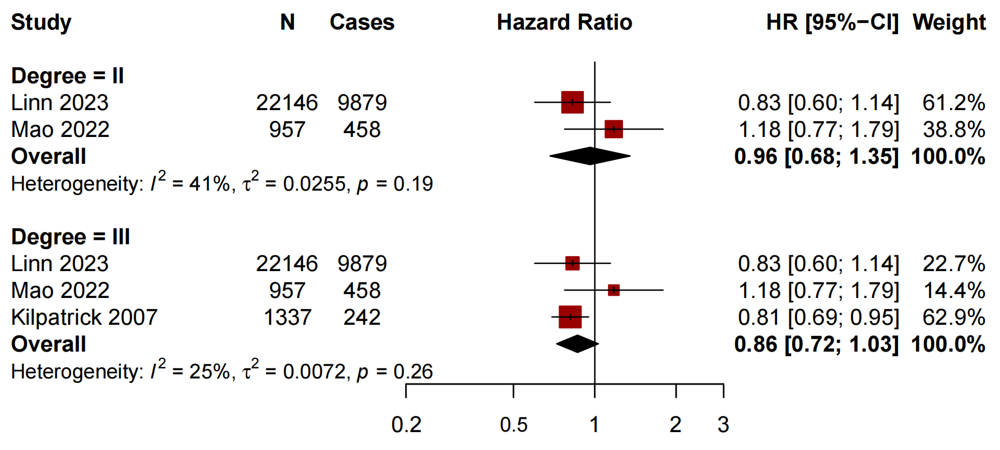 Study N Cases Hazard Ratio HR [95%−CI] Weight
Degree = II
Linn 2023 22146 9879 0.83 [0.60; 1.14] 61.2%
Mao 2022 957 458 1.18 [0.77; 1.79] 38.8%
Overall 0.96 [0.68; 1.35] 100.0%
Heterogeneity: I² = 41%, τ² = 0.0255, p = 0.19
Degree = III
Linn 2023 22146 9879 0.83 [0.60; 1.14] 22.7%
Mao 2022 957 458 1.18 [0.77; 1.79] 14.4%
Kilpatrick 2007 1337 242 0.81 [0.69; 0.95] 62.9%
Overall 0.86 [0.72; 1.03] 100.0%
Heterogeneity: I² = 25%, τ² = 0.0072, p = 0.26
0.2 0.5 1 2 3